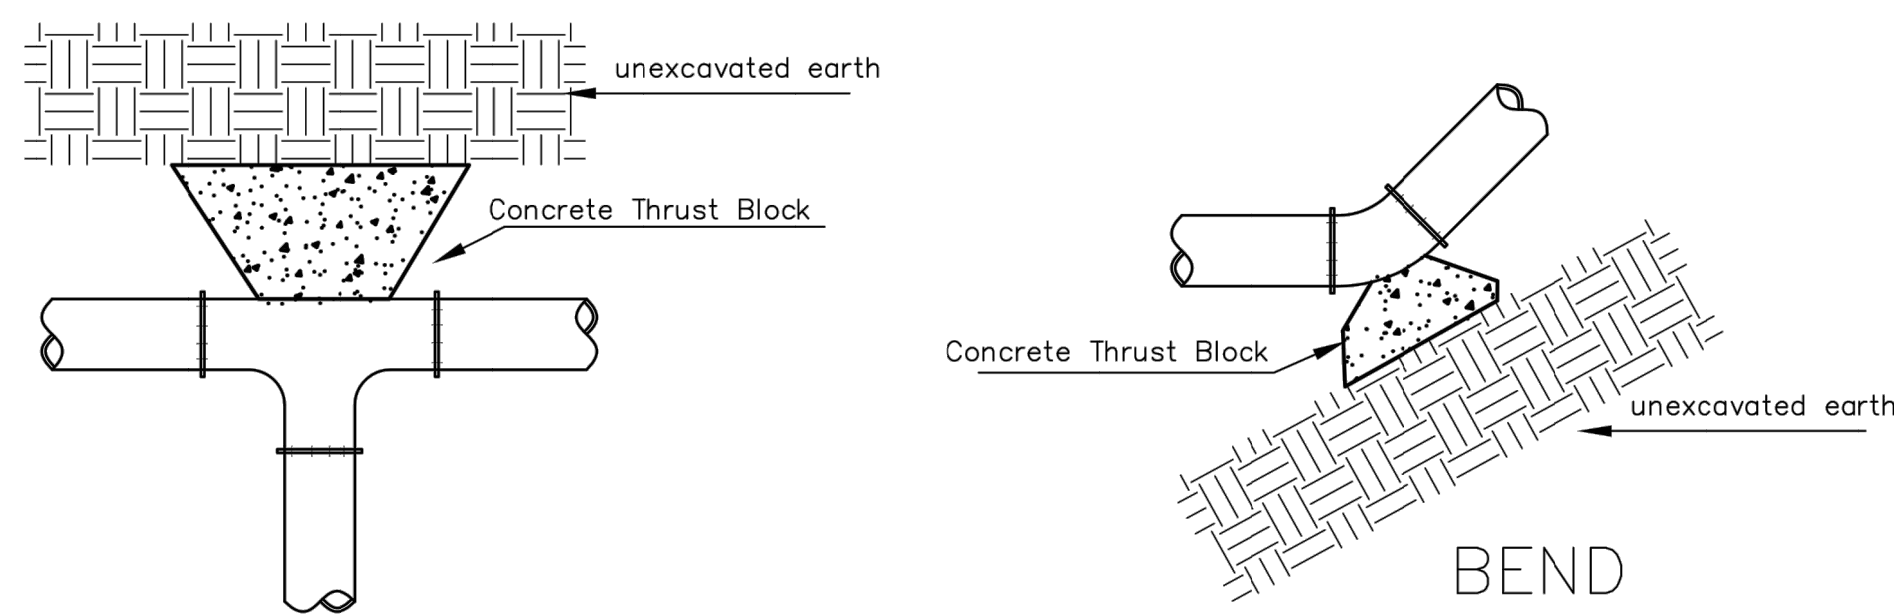 unexcavated earth
Concrete Thrust Block
Concrete Thrust Block
unexcavated earth
BEND